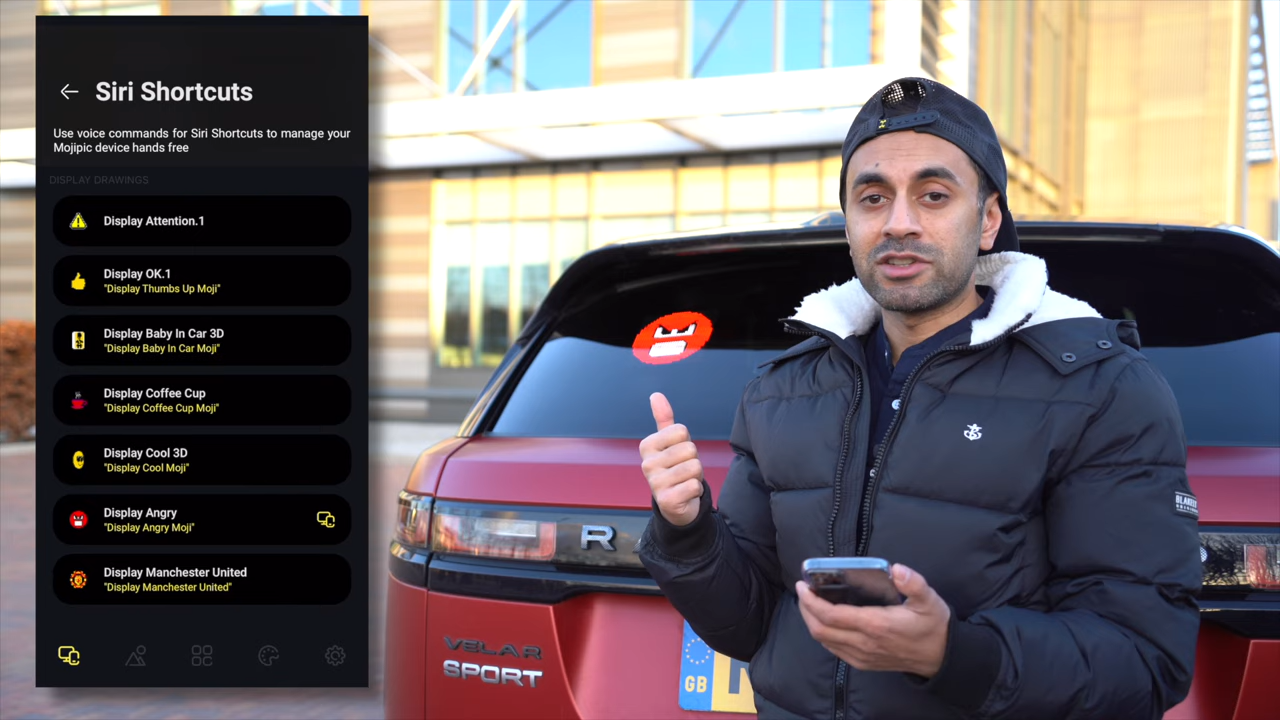 Siri Shortcuts
Use voice commands for Siri Shortcuts to manage your
Mojipic device hands free
DISPLAY DRAWINGS
Display Attention.1
Display OK.1
"Display Thumbs Up Moji"
Display Baby In Car 3D
"Display Baby In Car Moji"
Display Coffee Cup
"Display Coffee Cup Moji"
Display Cool 3D
"Display Cool Moji"
Display Angry
"Display Angry Moji"
Display Manchester United
"Display Manchester United"
R
VELAR
SPORT
GB